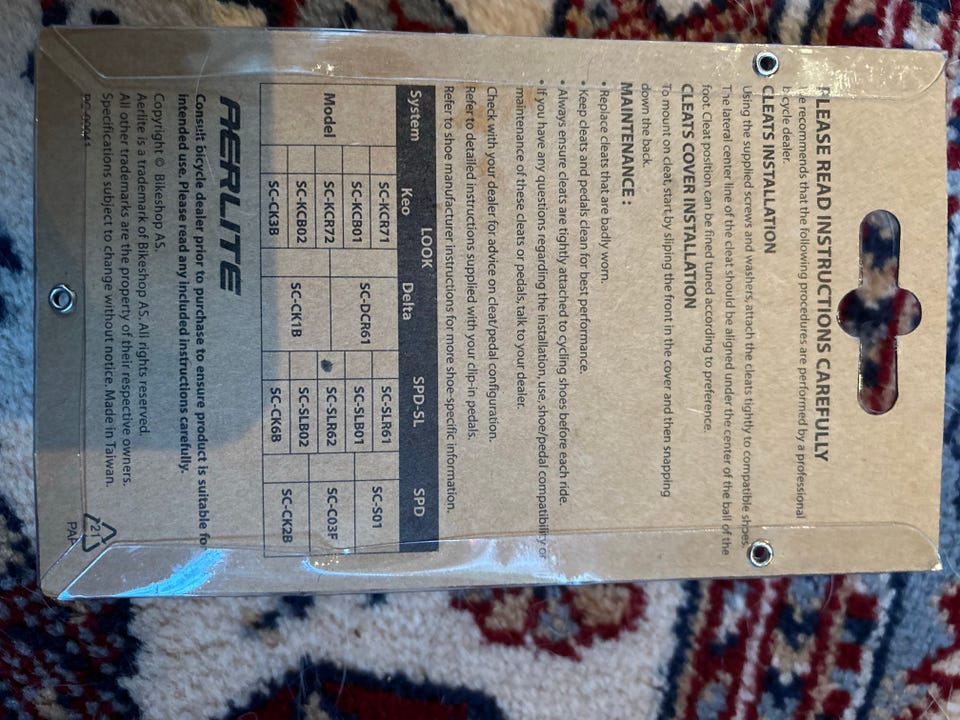 PLEASE READ INSTRUCTIONS CAREFULLY
e recommends that the following procedures are performed by a professional
bicycle dealer.
CLEATS INSTALLATION
Using the supplied screws and washers, attach the cleats tightly to compatible shoes
The lateral center line of the cleat should be aligned under the center of the ball of the
foot. Cleat position can be fined tuned according to preference.
CLEATS COVER INSTALLATION
To mount on cleat, start by slipping the front in the cover and then snapping
down the back.
MAINTENANCE :
• Replace cleats that are badly worn.
• Keep cleats and pedals clean for best performance.
• Always ensure cleats are tightly attached to cycling shoes before each ride.
• If you have any questions regarding the installation, use, shoe/pedal compatibility or
maintenance of these cleats or pedals, talk to your dealer.
Check with your dealer for advice on cleat/pedal configuration.
Refer to detailed instructions supplied with your clip-in pedals.
Refer to shoe manufacturer instructions for more shoe-specific information.
System LOOK SPD-SL SPD
Keo Delta
Model SC-KCR71 SC-DCR61 SC-SLR61 SC-S01
SC-KCB01 SC-SLB01
SC-KCR72 SC-SLR62 SC-C03F
SC-KCB02 SC-CK1B SC-SLB02
SC-CK3B SC-CK6B SC-CK2B
AERLITE
Consult bicycle dealer prior to purchase to ensure product is suitable fo
intended use. Please read any included instructions carefully.
Copyright © Bikeshop AS.
Aerlite is a trademark of Bikeshop AS. All rights reserved.
All other trademarks are the property of their respective owners.
Specifications subject to change without notice. Made in Taiwan.
21
PAP